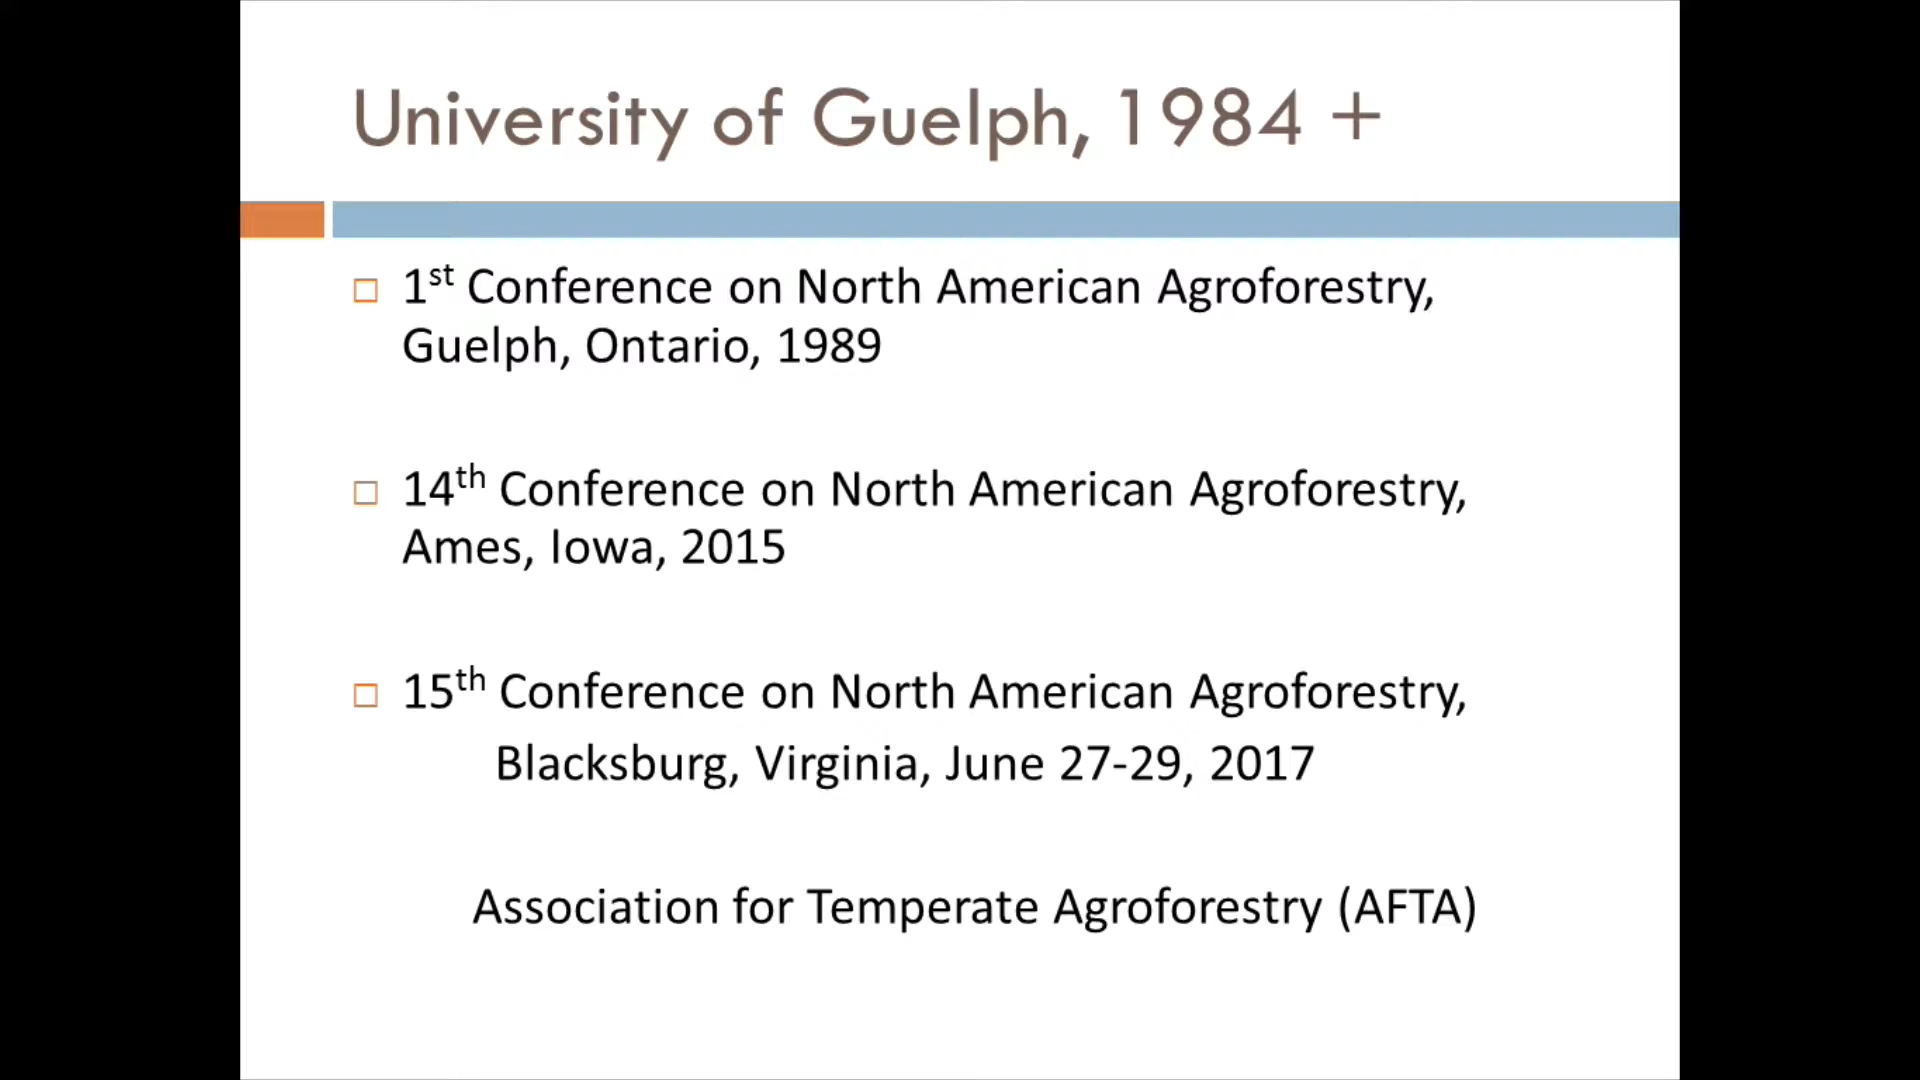 University of Guelph, 1984 +
1st Conference on North American Agroforestry,
Guelph, Ontario, 1989
14th Conference on North American Agroforestry,
Ames, Iowa, 2015
15th Conference on North American Agroforestry,
Blacksburg, Virginia, June 27-29, 2017
Association for Temperate Agroforestry (AFTA)